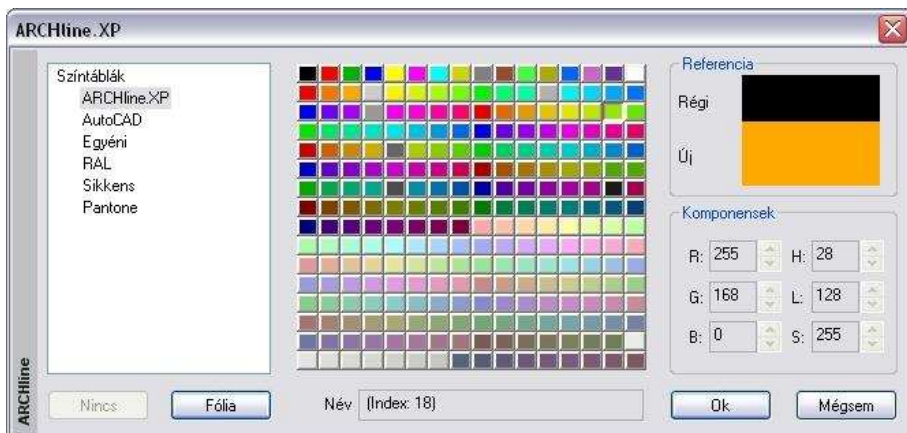 ARCHline.XP
Színtáblák
ARCHline.XP
AutoCAD
Egyéni
RAL
Sikkens
Pantone
Referencia
Régi
Új
Komponensek
R: 255 H: 28
G: 168 L: 128
B: 0 S: 255
ARCHline
Nincs Fólia Név (Index: 18) Ok Mégsem